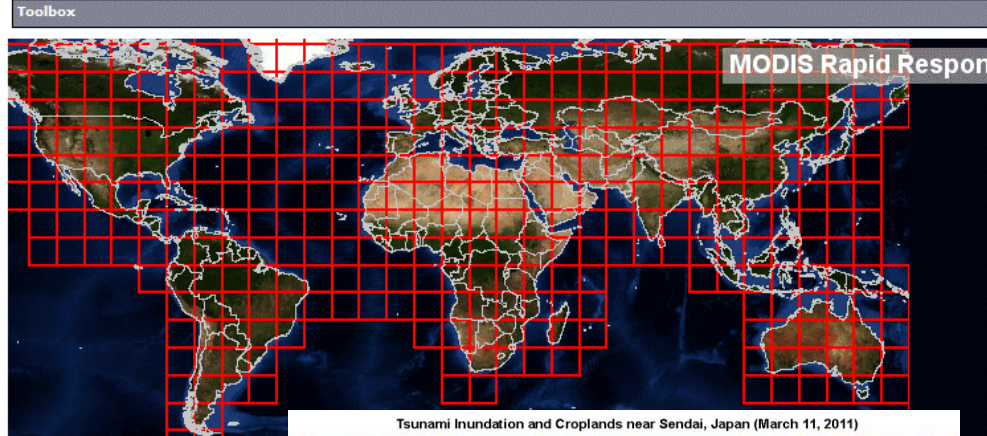 Toolbox
MODIS Rapid Respon
Tsunami Inundation and Croplands near Sendai, Japan (March 11, 2011)